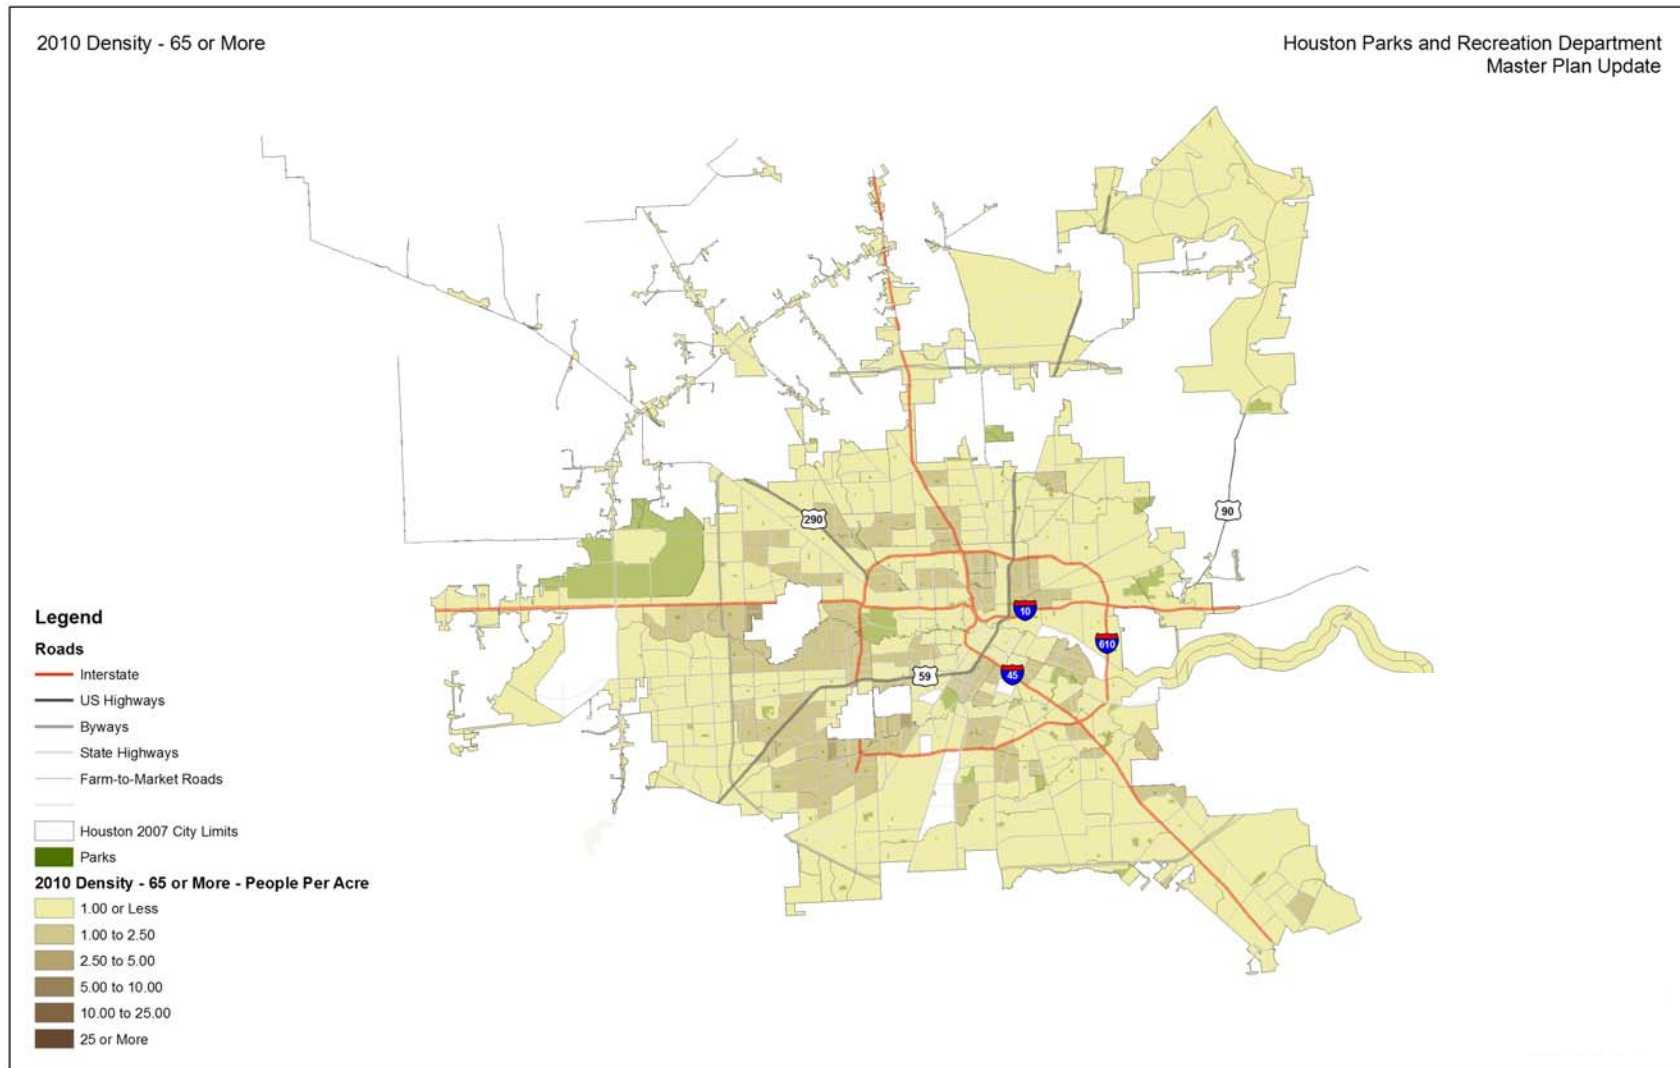 2010 Density - 65 or More
Houston Parks and Recreation Department
Master Plan Update
290
90
10
610
59
45
Legend
Roads
Interstate
US Highways
Byways
State Highways
Farm-to-Market Roads
Houston 2007 City Limits
Parks
2010 Density - 65 or More - People Per Acre
1.00 or Less
1.00 to 2.50
2.50 to 5.00
5.00 to 10.00
10.00 to 25.00
25 or More